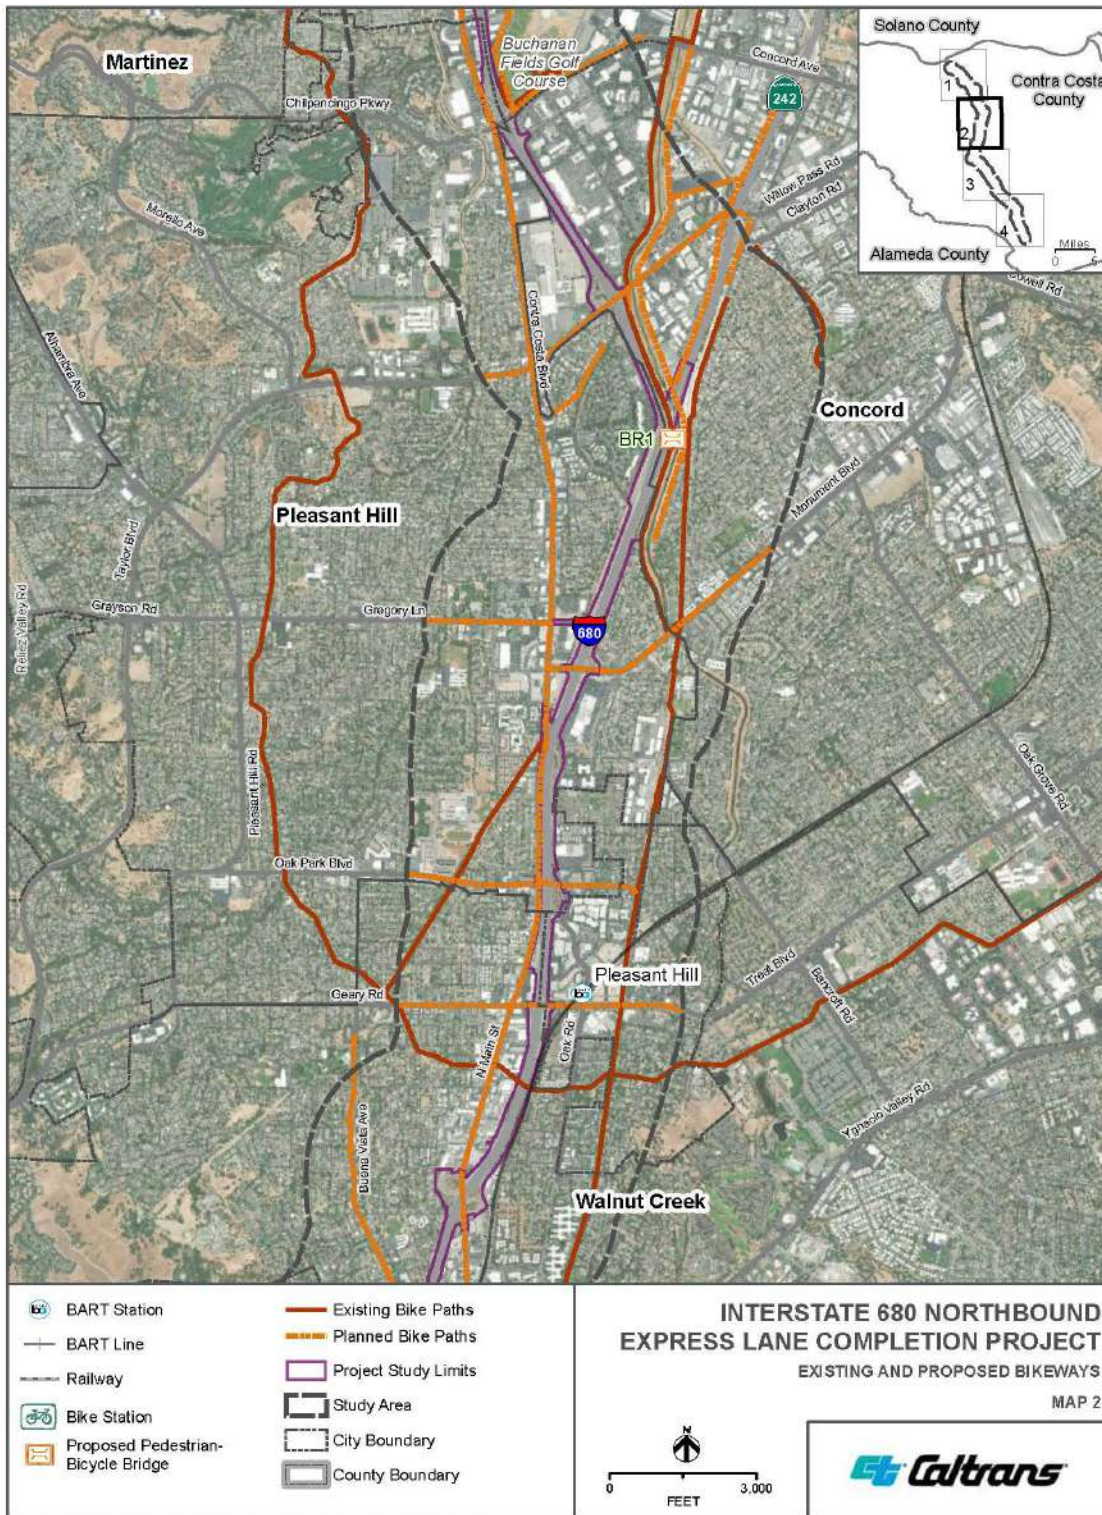 Martinez
Buchanan
Fields Golf
Course
Concord Ave
CALIFORNIA
242
Solano County
Contra Costa
County
1
2
3
4
Alameda County
Miles
0 5
Chilpancingo Pkwy
Willow Pass Rd
Clayton Rd
Morello Ave
Contra Costa Blvd
Alhambra Ave
Concord
BR1
Monument Blvd
Pleasant Hill
Taylor Blvd
Grayson Rd
Gregory Ln
680
Reliez Valley Rd
Pleasant Hill Rd
Oak Grove Rd
Oak Park Blvd
Pleasant Hill
ba
Treat Blvd
Bancroft Rd
Geary Rd
N Main St
Oak Rd
Ygnacio Valley Rd
Buena Vista Ave
Walnut Creek
ba BART Station
BART Line
Railway
Bike Station
Proposed Pedestrian-
Bicycle Bridge
Existing Bike Paths
Planned Bike Paths
Project Study Limits
Study Area
City Boundary
County Boundary
INTERSTATE 680 NORTHBOUND
EXPRESS LANE COMPLETION PROJECT
EXISTING AND PROPOSED BIKEWAYS
MAP 2
N
0 3,000
FEET
ct Caltrans